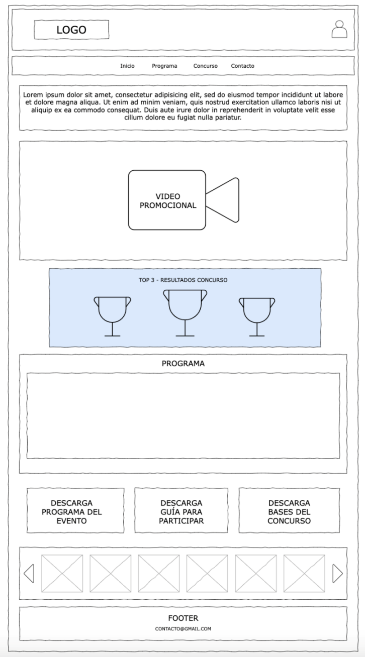 LOGO
Inicio Programa Concurso Contacto
Lorem ipsum dolor sit amet, consectetur adipisicing elit, sed do eiusmod tempor incididunt ut labore
et dolore magna aliqua. Ut enim ad minim veniam, quis nostrud exercitation ullamco laboris nisi ut
aliquip ex ea commodo consequat. Duis aute irure dolor in reprehenderit in voluptate velit esse
cillum dolore eu fugiat nulla pariatur.
VIDEO
PROMOCIONAL
TOP 3 - RESULTADOS CONCURSO
PROGRAMA
DESCARGA
PROGRAMA DEL
EVENTO
DESCARGA
GUÍA PARA
PARTICIPAR
DESCARGA
BASES DEL
CONCURSO
FOOTER
CONTACTO@GMAIL.COM